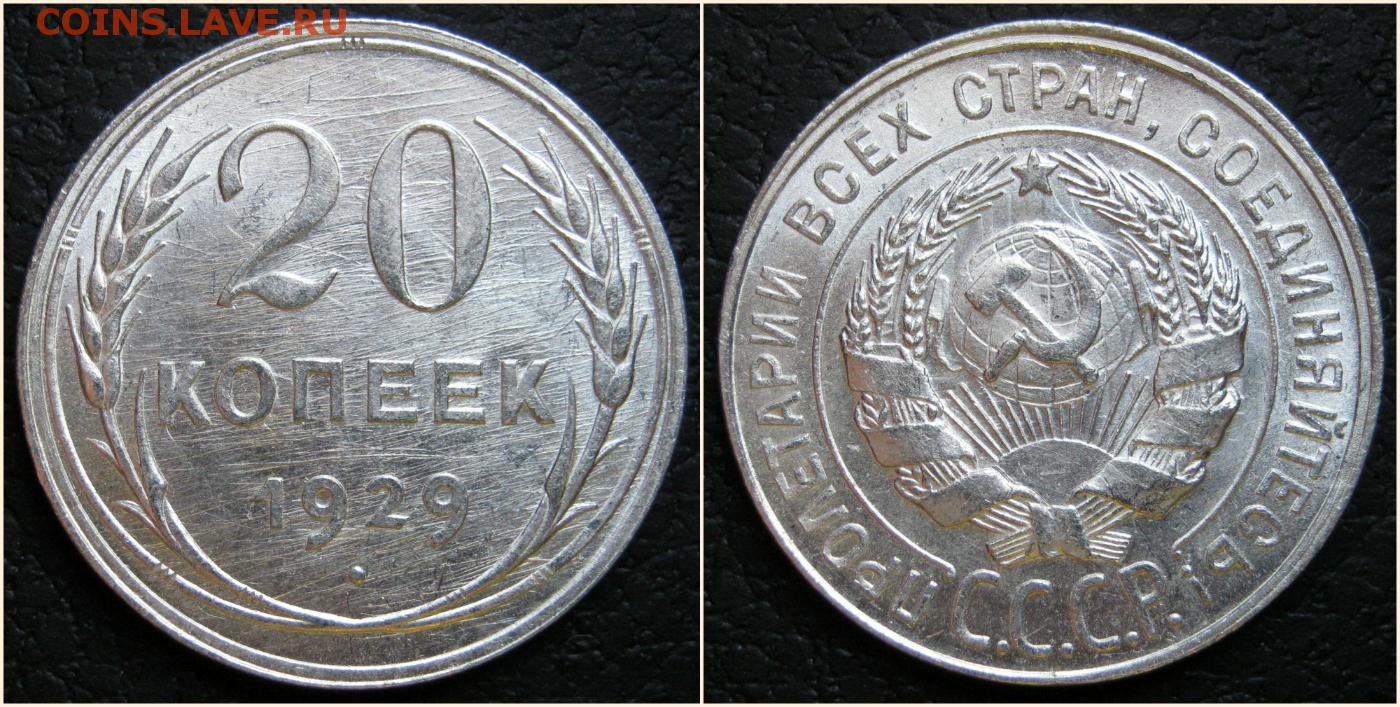 COINS.LAVE.RU
20
КОПЕЕК
1929
ПРОЛЕТАРИИ ВСЕХ СТРАН, СОЕДИНЯЙТЕСЬ!
С.С.С.Р.